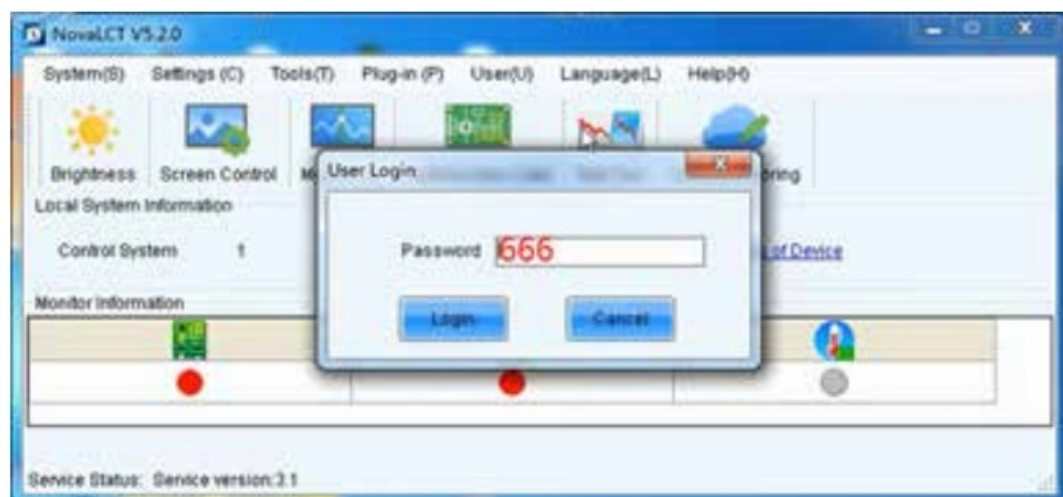 NovaLCT V5.2.0
System(S) Settings (C) Tools(T) Plug-in (P) User(U) Language(L) Help(H)
Brightness Screen Control
User Login
Local System Information
Control System 1
Password 666
of Device
Login Cancel
Monitor Information
Service Status: Service version:3.1